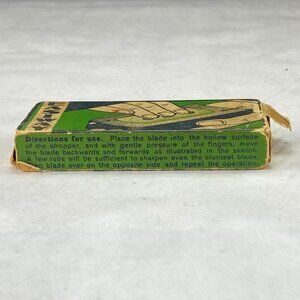 Directions for use. Place the blade into the hollow surface
of the stropper, and with gentle pressure of the fingers, move
the blade backwards and forwards as illustrated in the sketch.
A few rubs will be sufficient to sharpen even the bluntest blade.
blade over on the opposite side and repeat the operation.